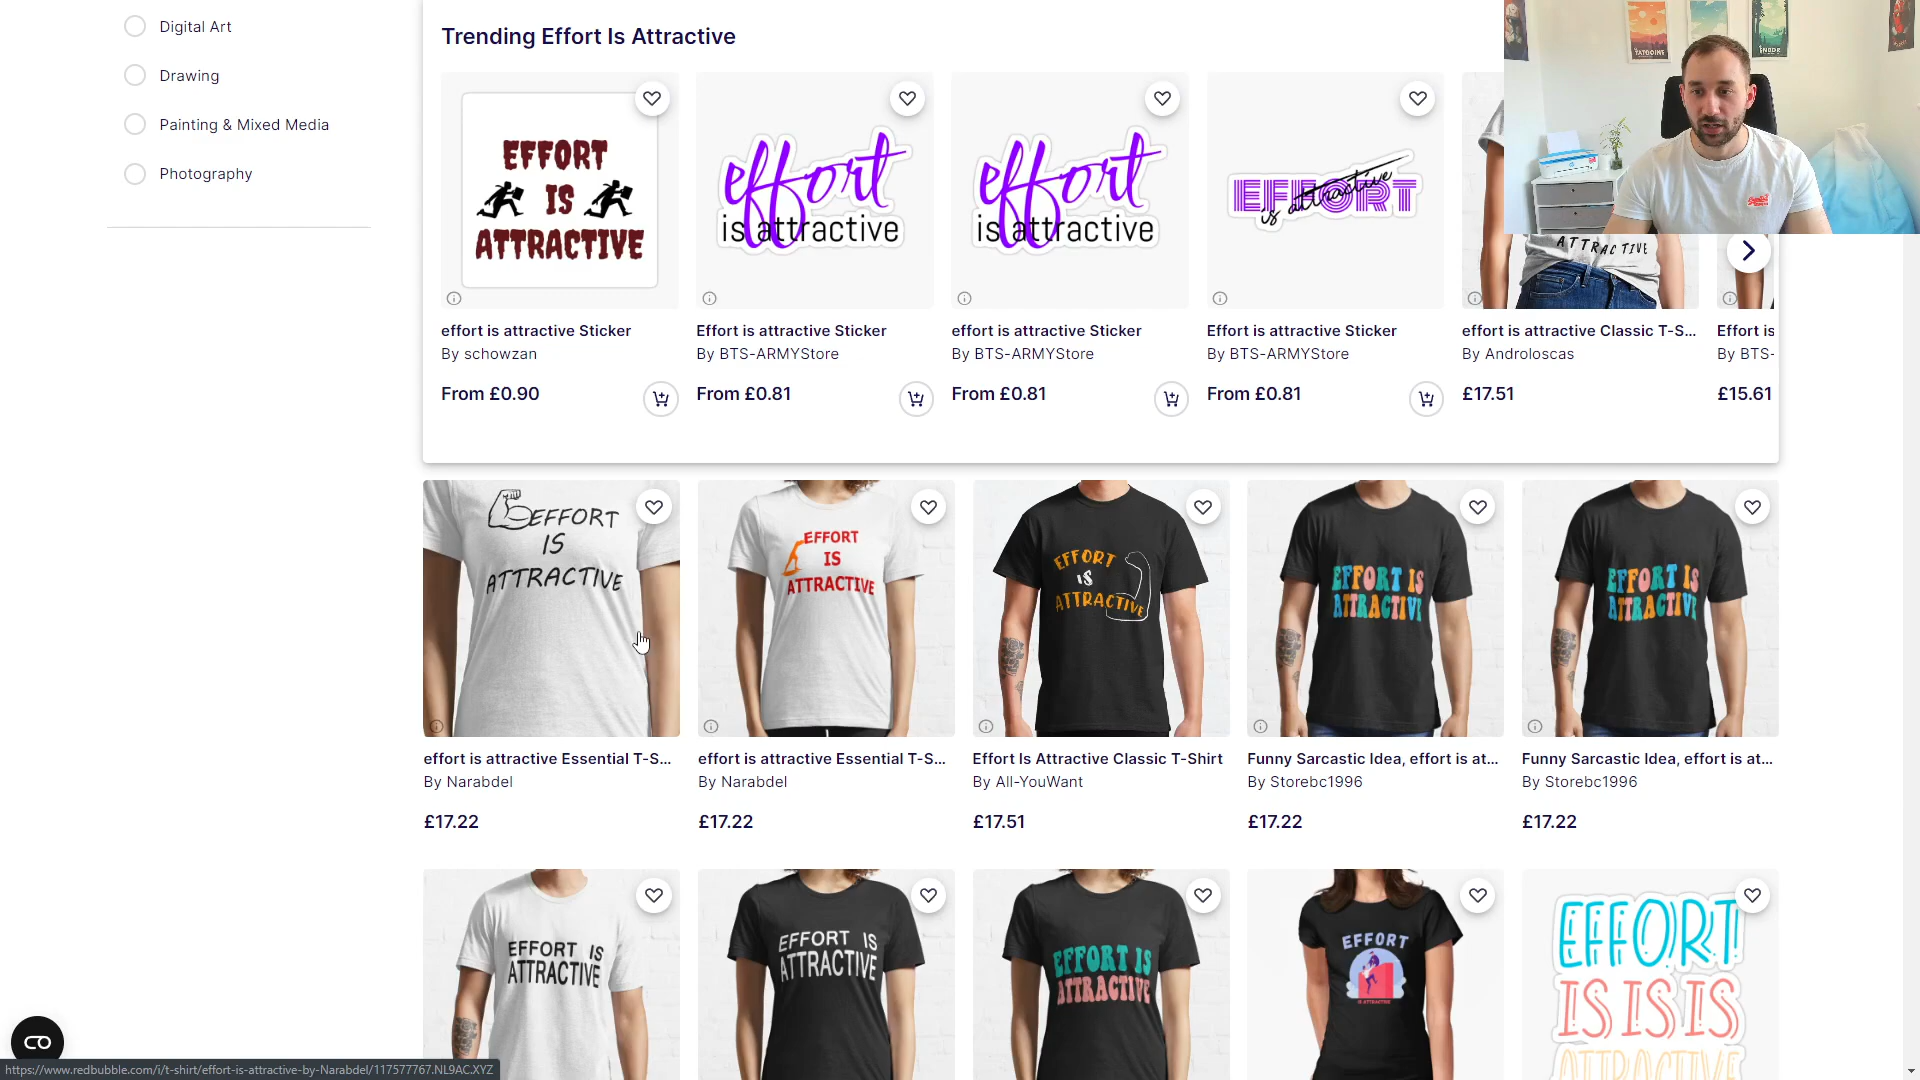 Digital Art
Drawing
Painting & Mixed Media
Photography
Trending Effort Is Attractive
EFFORT
IS
ATTRACTIVE
effort
is attractive
effort
is attractive
EFFORT
is attractive
ATTRACTIVE
effort is attractive Sticker
By schowzan
From £0.90
Effort is attractive Sticker
By BTS-ARMYStore
From £0.81
effort is attractive Sticker
By BTS-ARMYStore
From £0.81
Effort is attractive Sticker
By BTS-ARMYStore
From £0.81
effort is attractive Classic T-S...
By Androloscas
£17.51
Effort is
By BTS-
£15.61
EFFORT
IS
ATTRACTIVE
EFFORT
IS
ATTRACTIVE
EFFORT
IS
ATTRACTIVE
EFFORT IS
ATTRACTIVE
EFFORT IS
ATTRACTIVE
effort is attractive Essential T-S...
By Narabdel
£17.22
effort is attractive Essential T-S...
By Narabdel
£17.22
Effort Is Attractive Classic T-Shirt
By All-YouWant
£17.51
Funny Sarcastic Idea, effort is at...
By Storebc1996
£17.22
Funny Sarcastic Idea, effort is at...
By Storebc1996
£17.22
EFFORT IS
ATTRACTIVE
EFFORT IS
ATTRACTIVE
EFFORT IS
ATTRACTIVE
EFFORT
IS ATTRACTIVE
EFFORT
IS IS IS
ATTRACTIVE
https://www.redbubble.com/i/t-shirt/effort-is-attractive-by-Narabdel/117577767.NL9AC.XYZ